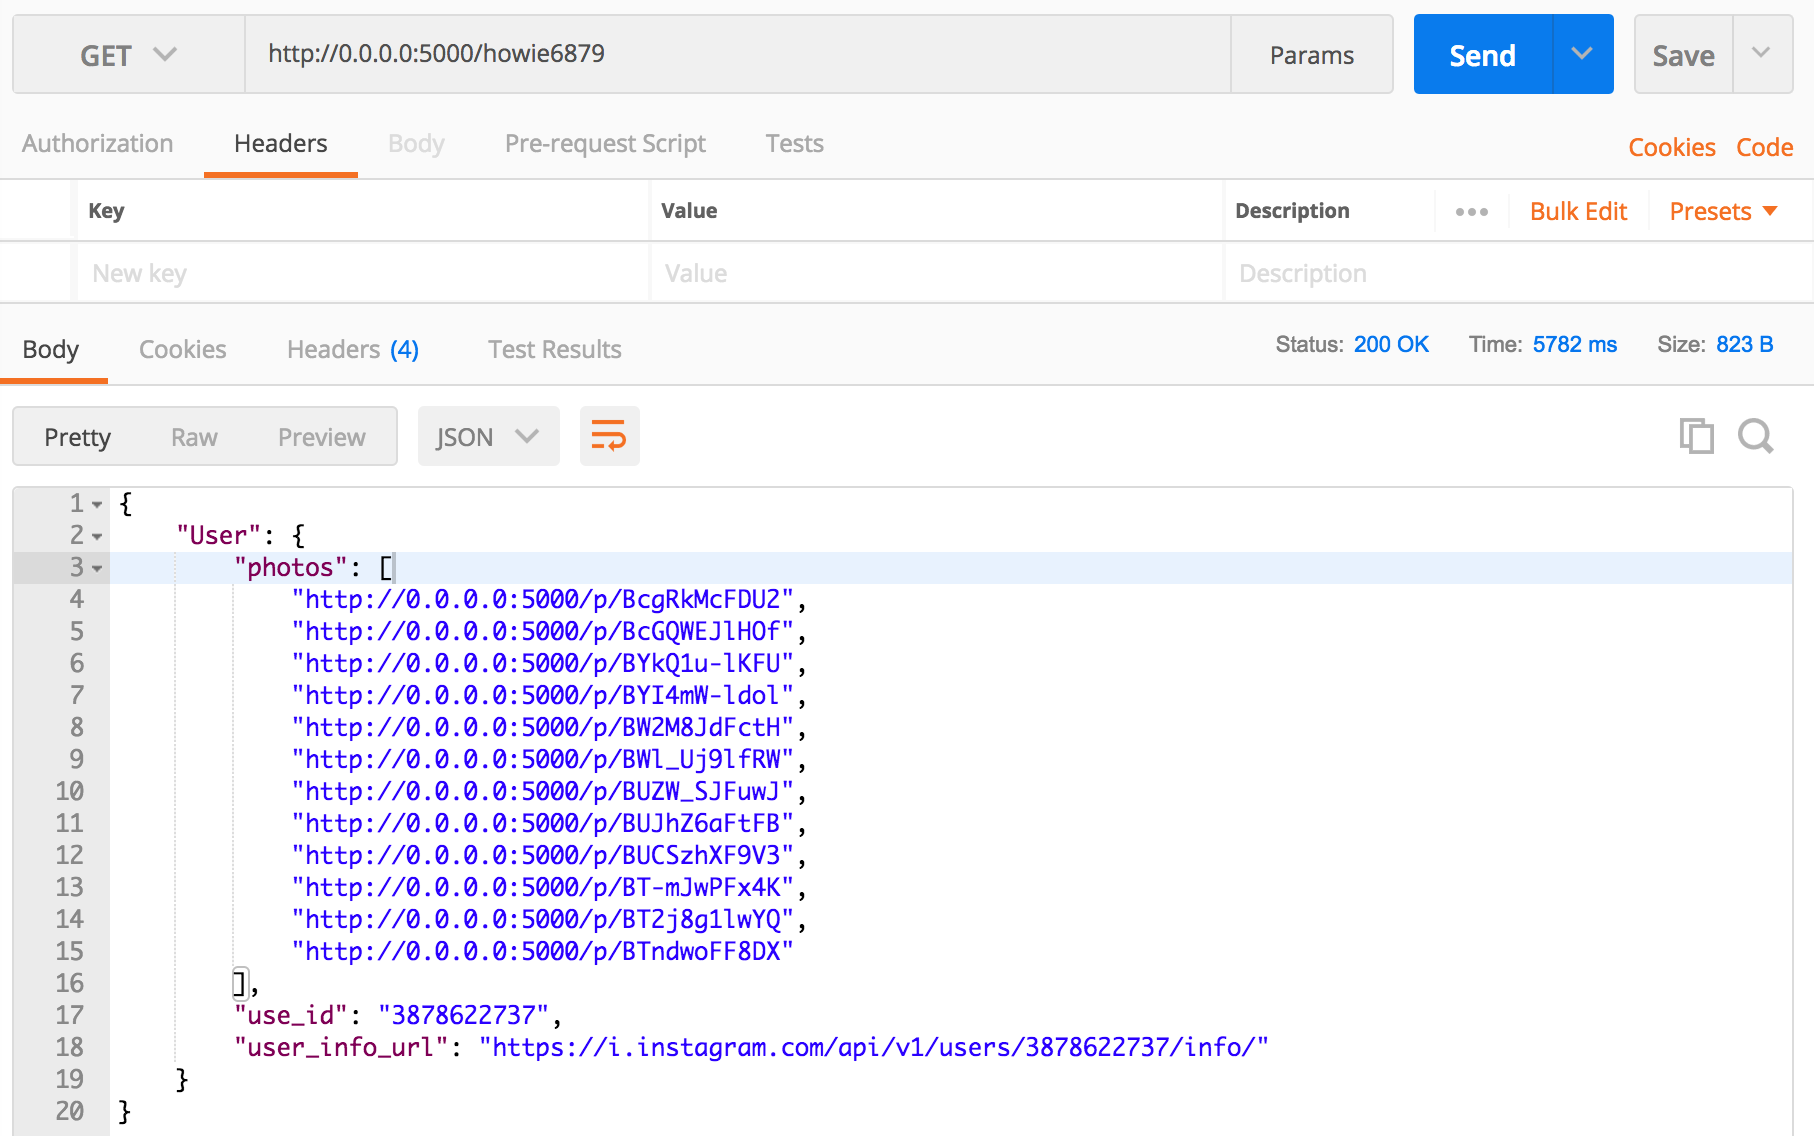 GET http://0.0.0.0:5000/howie6879 Params Send Save
Authorization Headers Body Pre-request Script Tests Cookies Code
Key Value Description Bulk Edit Presets
New key Value Description
Body Cookies Headers (4) Test Results Status: 200 OK Time: 5782 ms Size: 823 B
Pretty Raw Preview JSON
1 {
2 "User": {
3 "photos": [
4 "http://0.0.0.0:5000/p/BcgRkMcFDU2",
5 "http://0.0.0.0:5000/p/BcGQWEJlHOf",
6 "http://0.0.0.0:5000/p/BYkQ1u-lKFU",
7 "http://0.0.0.0:5000/p/BYI4mW-ldol",
8 "http://0.0.0.0:5000/p/BW2M8JdFctH",
9 "http://0.0.0.0:5000/p/BWl_Uj9lfRW",
10 "http://0.0.0.0:5000/p/BUZW_SJFuwJ",
11 "http://0.0.0.0:5000/p/BUJhZ6aFtFB",
12 "http://0.0.0.0:5000/p/BUCSzhXF9V3",
13 "http://0.0.0.0:5000/p/BT-mJwPFx4K",
14 "http://0.0.0.0:5000/p/BT2j8g1lwYQ",
15 "http://0.0.0.0:5000/p/BTndwoFF8DX"
16 ],
17 "use_id": "3878622737",
18 "user_info_url": "https://i.instagram.com/api/v1/users/3878622737/info/"
19 }
20 }